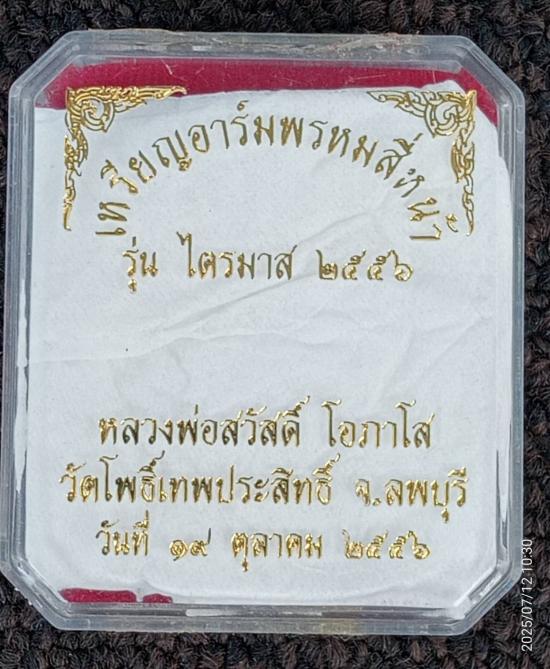 เหรียญอาร์มพรหมสี่หน้า
รุ่น ไตรมาส ๒๕๕๖
หลวงพ่อสวัสดิ์ โอภาโส
วัดโพธิ์เทพประสิทธิ์ จ.ลพบุรี
วันที่ ๑๙ ตุลาคม ๒๕๕๖
2025/07/12 10:30